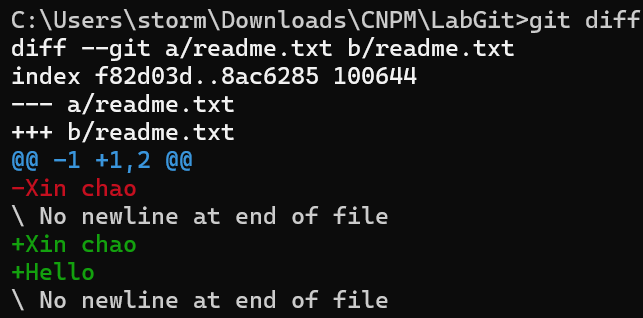 C:\Users\storm\Downloads\CNPM\LabGit>git diff
diff --git a/readme.txt b/readme.txt
index f82d03d..8ac6285 100644
--- a/readme.txt
+++ b/readme.txt
@@ -1 +1,2 @@
-Xin chao
\ No newline at end of file
+Xin chao
+Hello
\ No newline at end of file